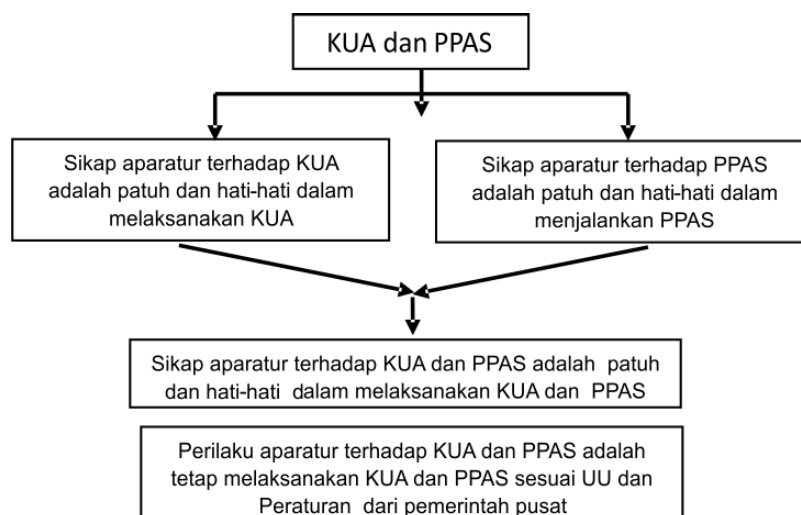 KUA dan PPAS
Sikap aparatur terhadap KUA
adalah patuh dan hati-hati dalam
melaksanakan KUA
Sikap aparatur terhadap PPAS
adalah patuh dan hati-hati dalam
menjalankan PPAS
Sikap aparatur terhadap KUA dan PPAS adalah patuh
dan hati-hati dalam melaksanakan KUA dan PPAS
Perilaku aparatur terhadap KUA dan PPAS adalah
tetap melaksanakan KUA dan PPAS sesuai UU dan
Peraturan dari pemerintah pusat